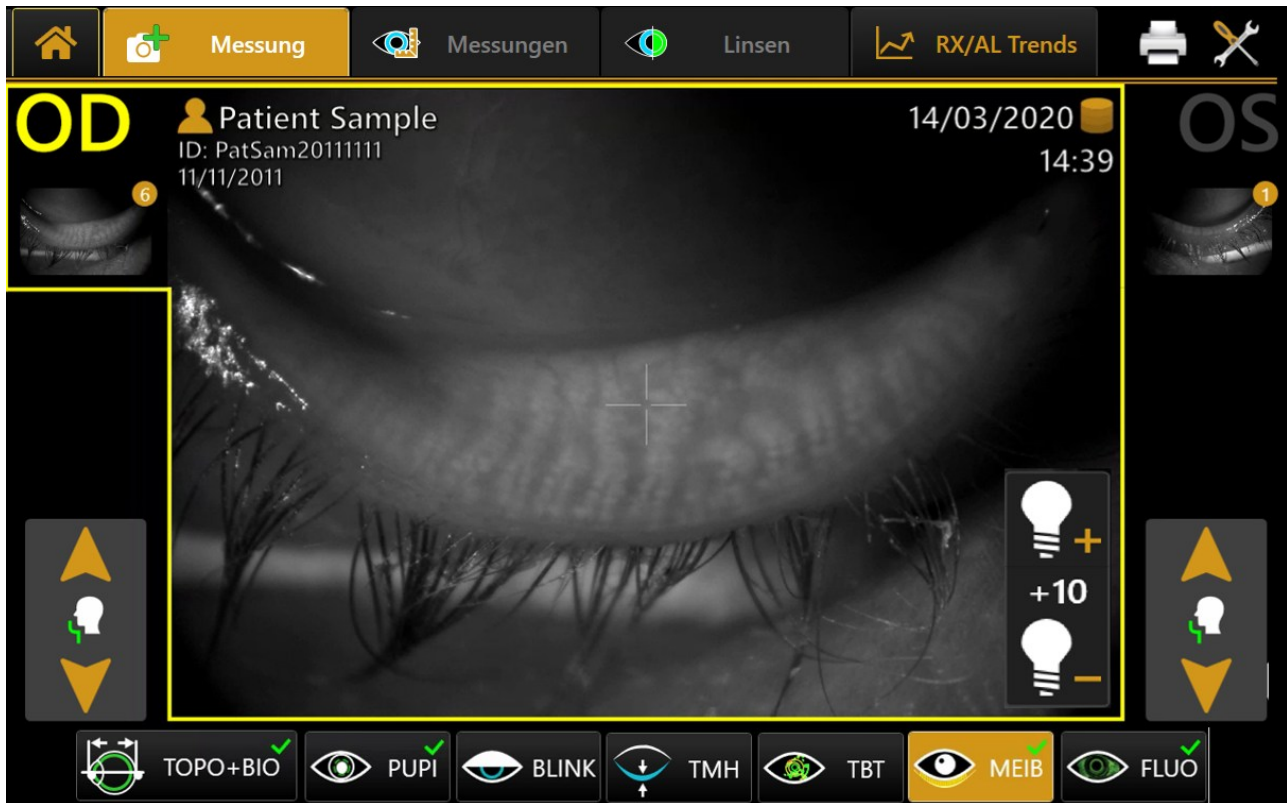 Messung
Messungen
Linsen
RX/AL Trends
OD
Patient Sample
ID: PatSam20111111
11/11/2011
14/03/2020
14:39
OS
6
1
+
+10
−
TOPO+BIO
PUPI
BLINK
TMH
TBT
MEIB
FLUO